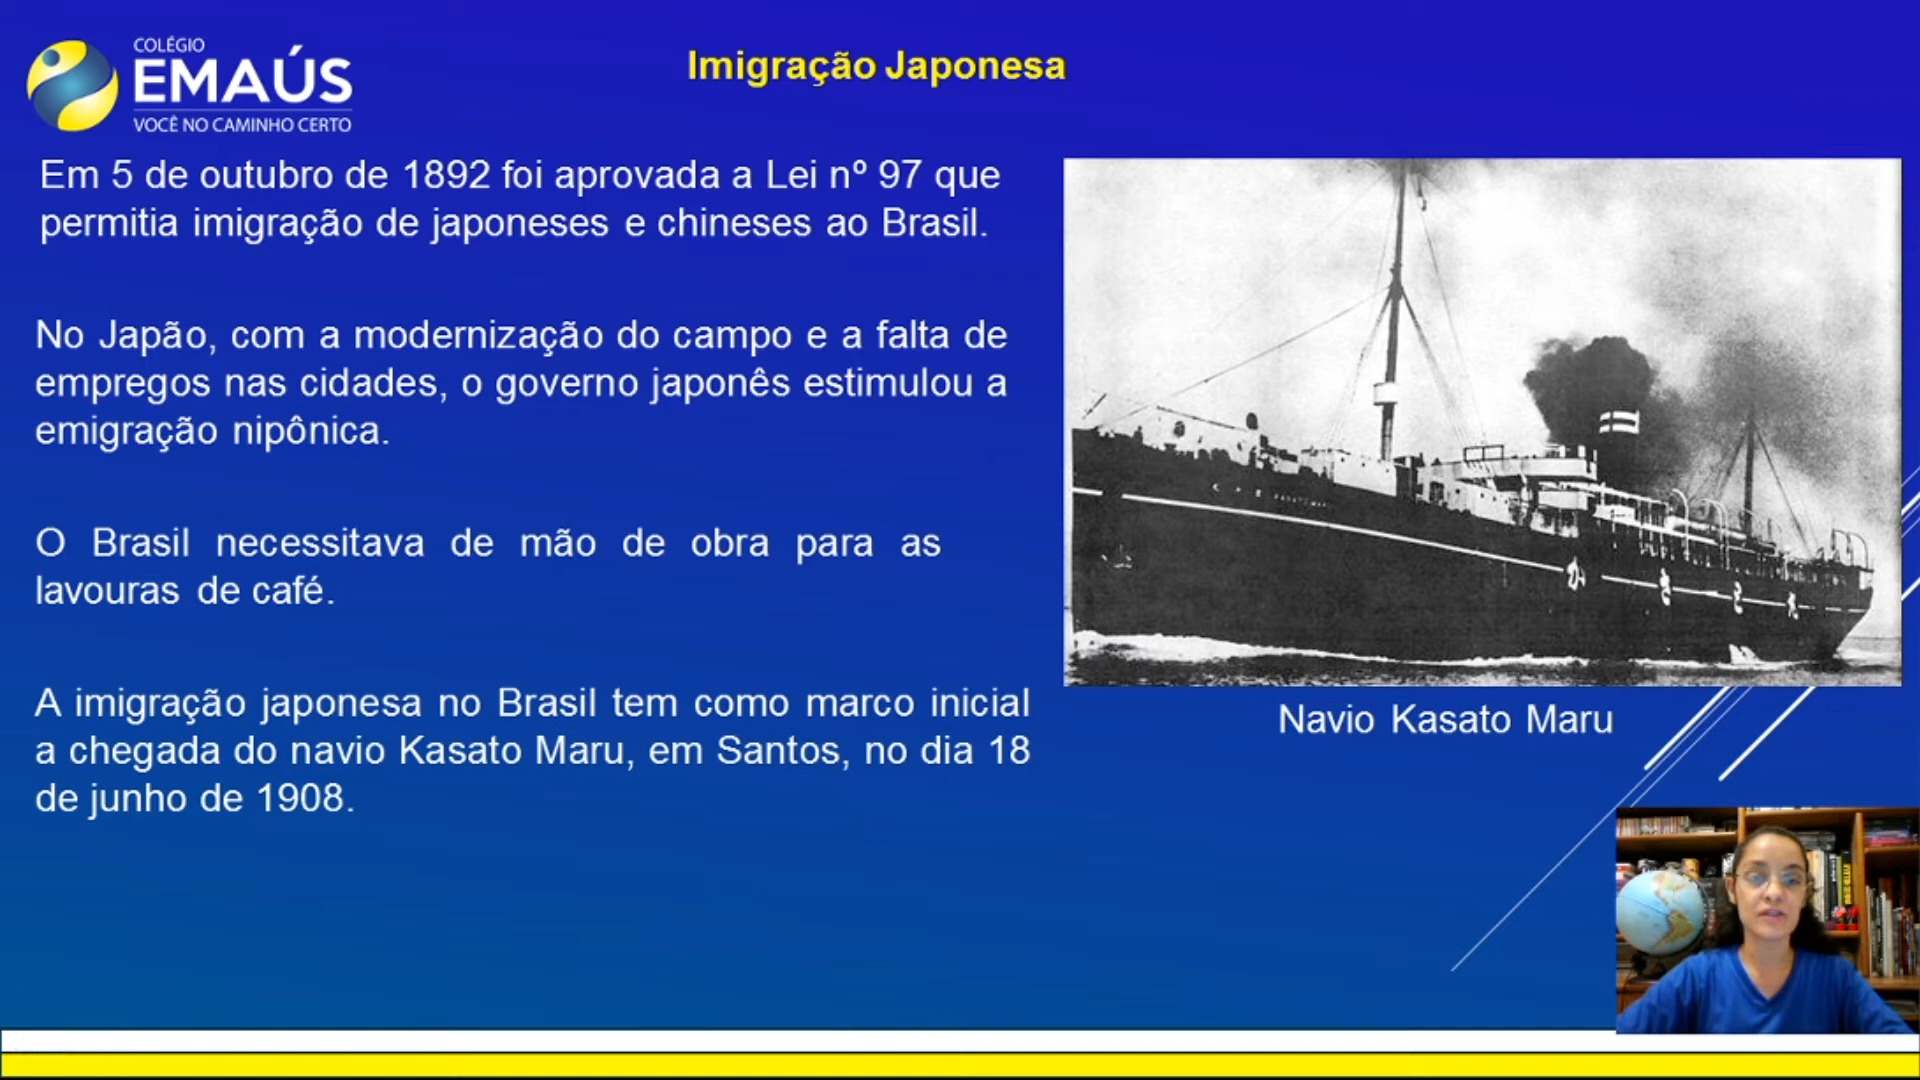 COLÉGIO
EMAÚS
VOCÊ NO CAMINHO CERTO
Imigração Japonesa
Em 5 de outubro de 1892 foi aprovada a Lei nº 97 que
permitia imigração de japoneses e chineses ao Brasil.
No Japão, com a modernização do campo e a falta de
empregos nas cidades, o governo japonês estimulou a
emigração nipônica.
O Brasil necessitava de mão de obra para as
lavouras de café.
A imigração japonesa no Brasil tem como marco inicial
a chegada do navio Kasato Maru, em Santos, no dia 18
de junho de 1908.
Navio Kasato Maru